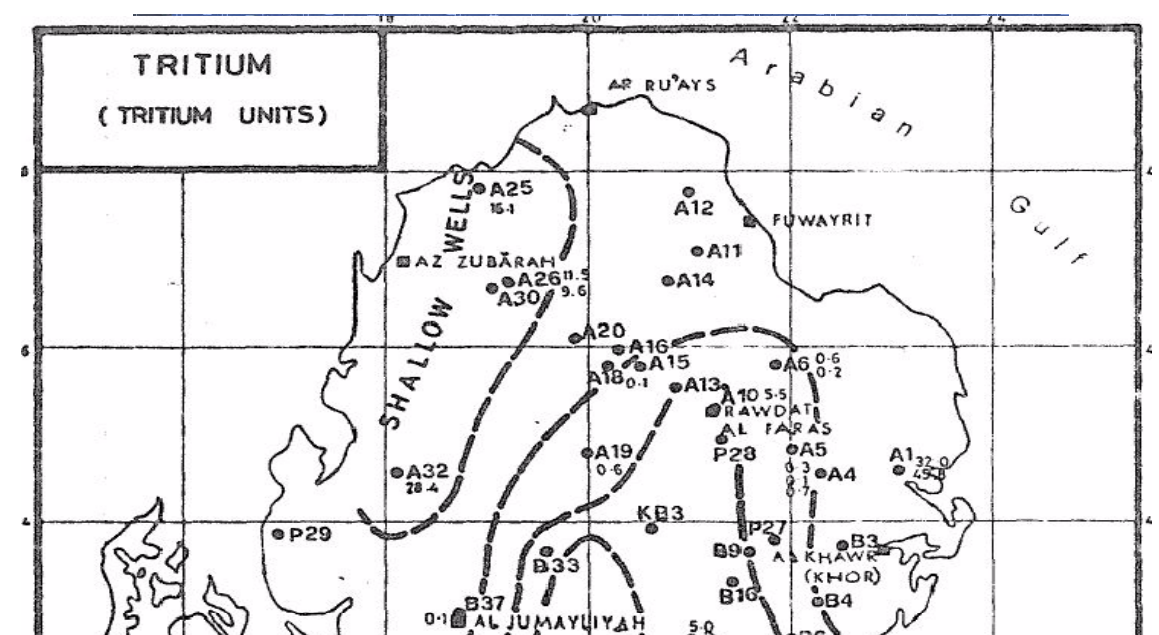 18 20 22 24
TRITIUM
( TRITIUM UNITS)
Arabian
Gulf
AR RU'AYS
8
SHALLOW WELLS
A25
16.1
A12
FUWAYRIT
AZ ZUBĀRAH
A11
A26 11.5
A30 9.6
A14
A20
6
A16
A15
A18 0.1
A6 0.6
0.2
A13
A10 5.5
RAWDAT
AL FARAS
P28
A19
0.6
A5
0.3
0.1
0.7
A4
A1 32.0
45.8
A32
28.4
4
KB3
P29
P27
B3
B9
AL KHAWR
(KHOR)
B33
B16
B4
B37
0.1
AL JUMAYLIYAH
5.0